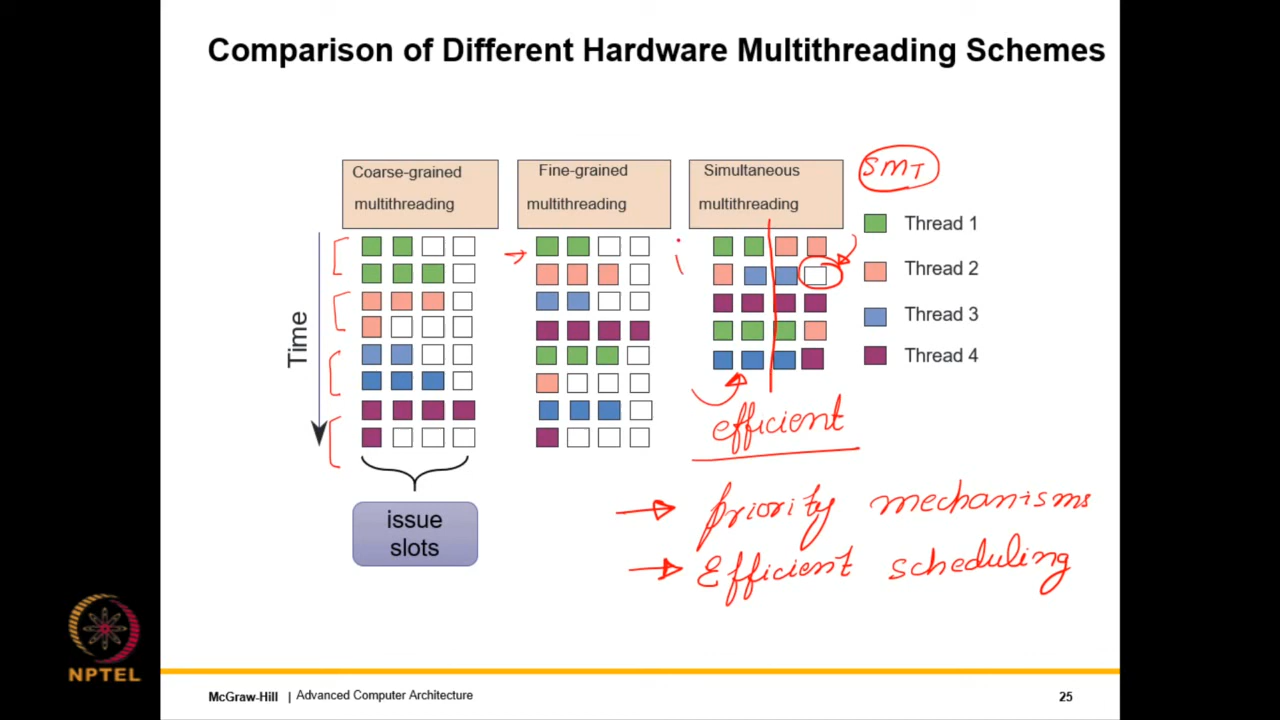 Comparison of Different Hardware Multithreading Schemes
Coarse-grained
multithreading
Fine-grained
multithreading
Simultaneous
multithreading
SMT
Thread 1
Thread 2
Thread 3
Thread 4
Time
issue
slots
efficient
→ priority mechanisms
→ Efficient scheduling
NPTEL
McGraw-Hill | Advanced Computer Architecture
25